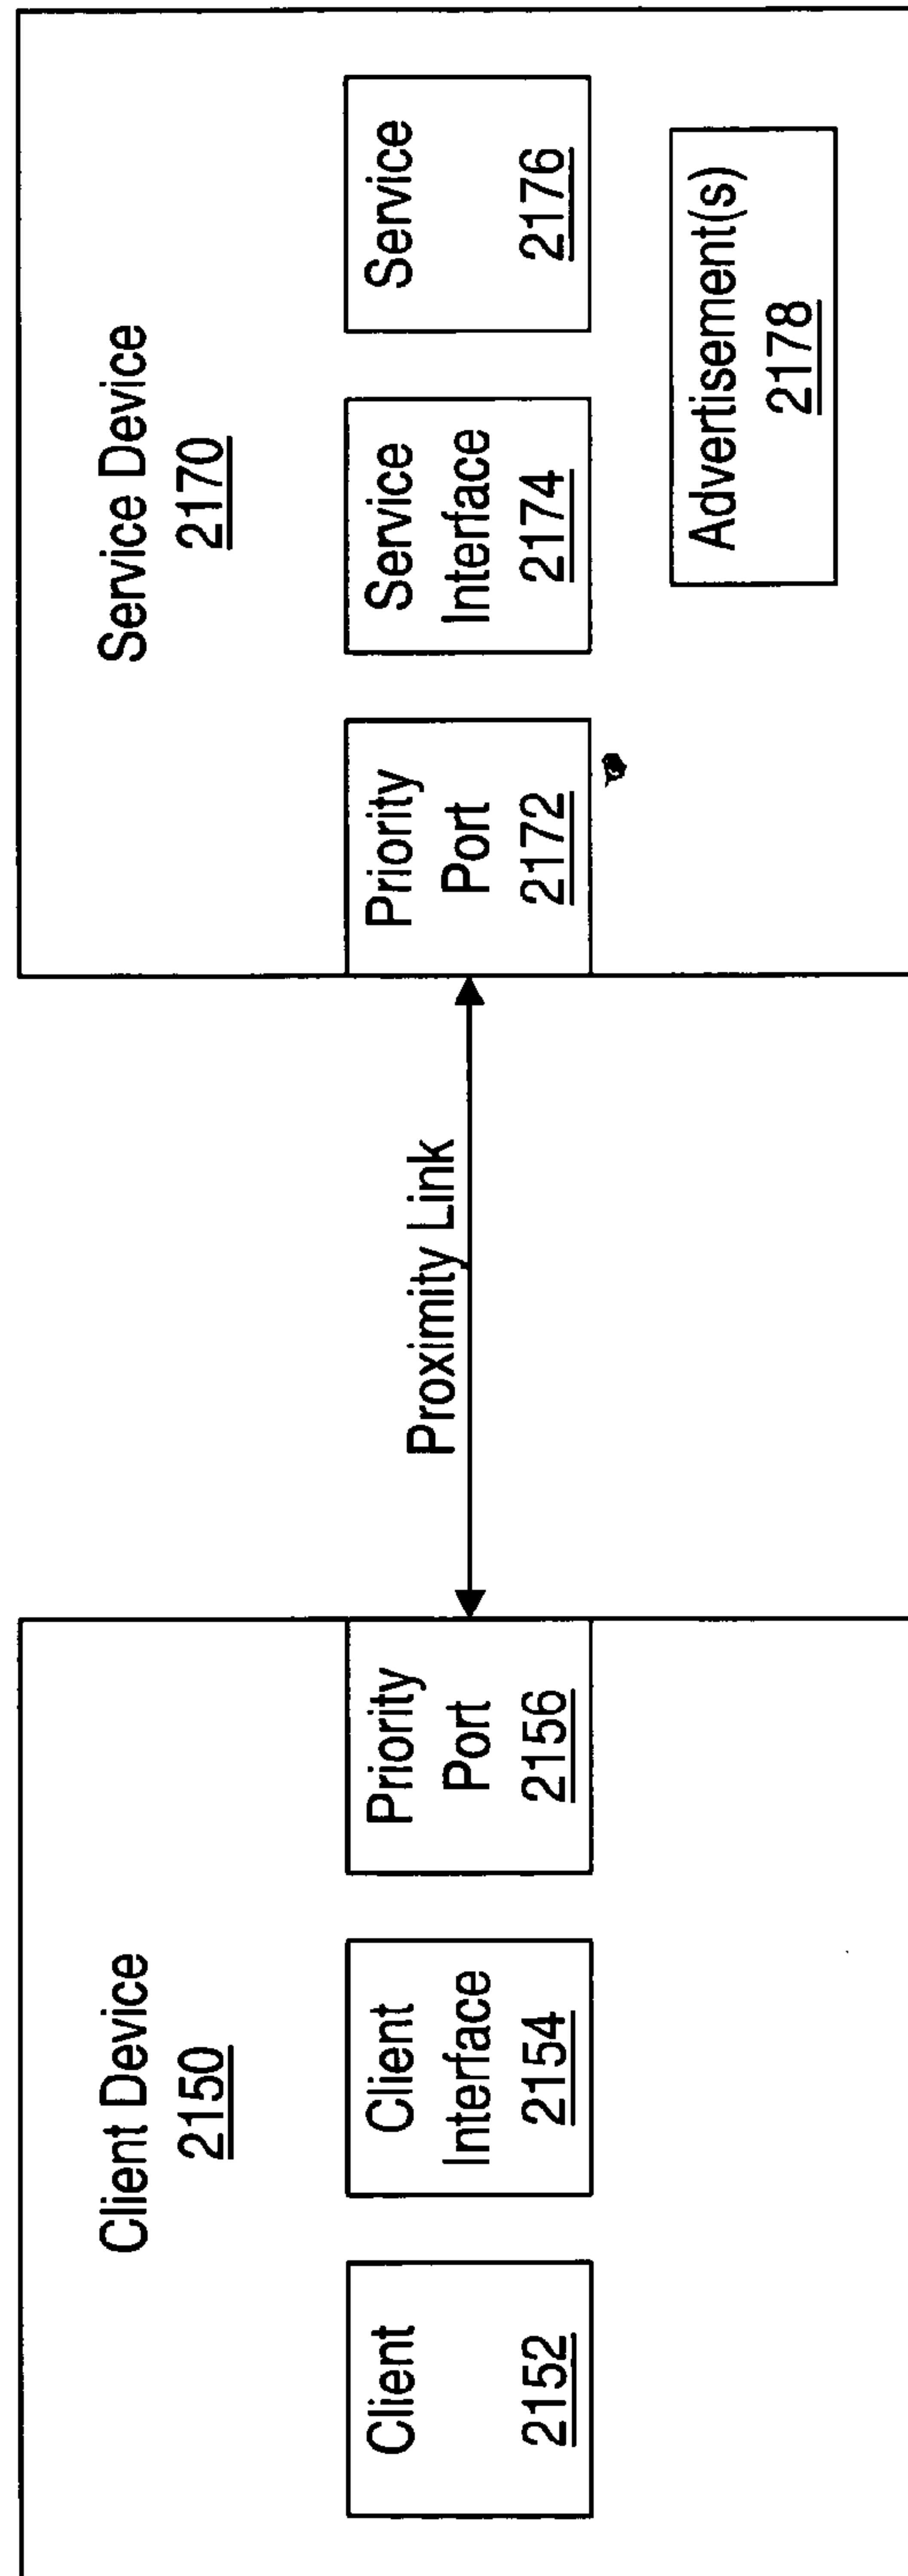 Client Device
2150
Client
2152
Client
Interface
2154
Priority
Port
2156
Proximity Link
Service Device
2170
Priority
Port
2172
Service
Interface
2174
Service
2176
Advertisement(s)
2178